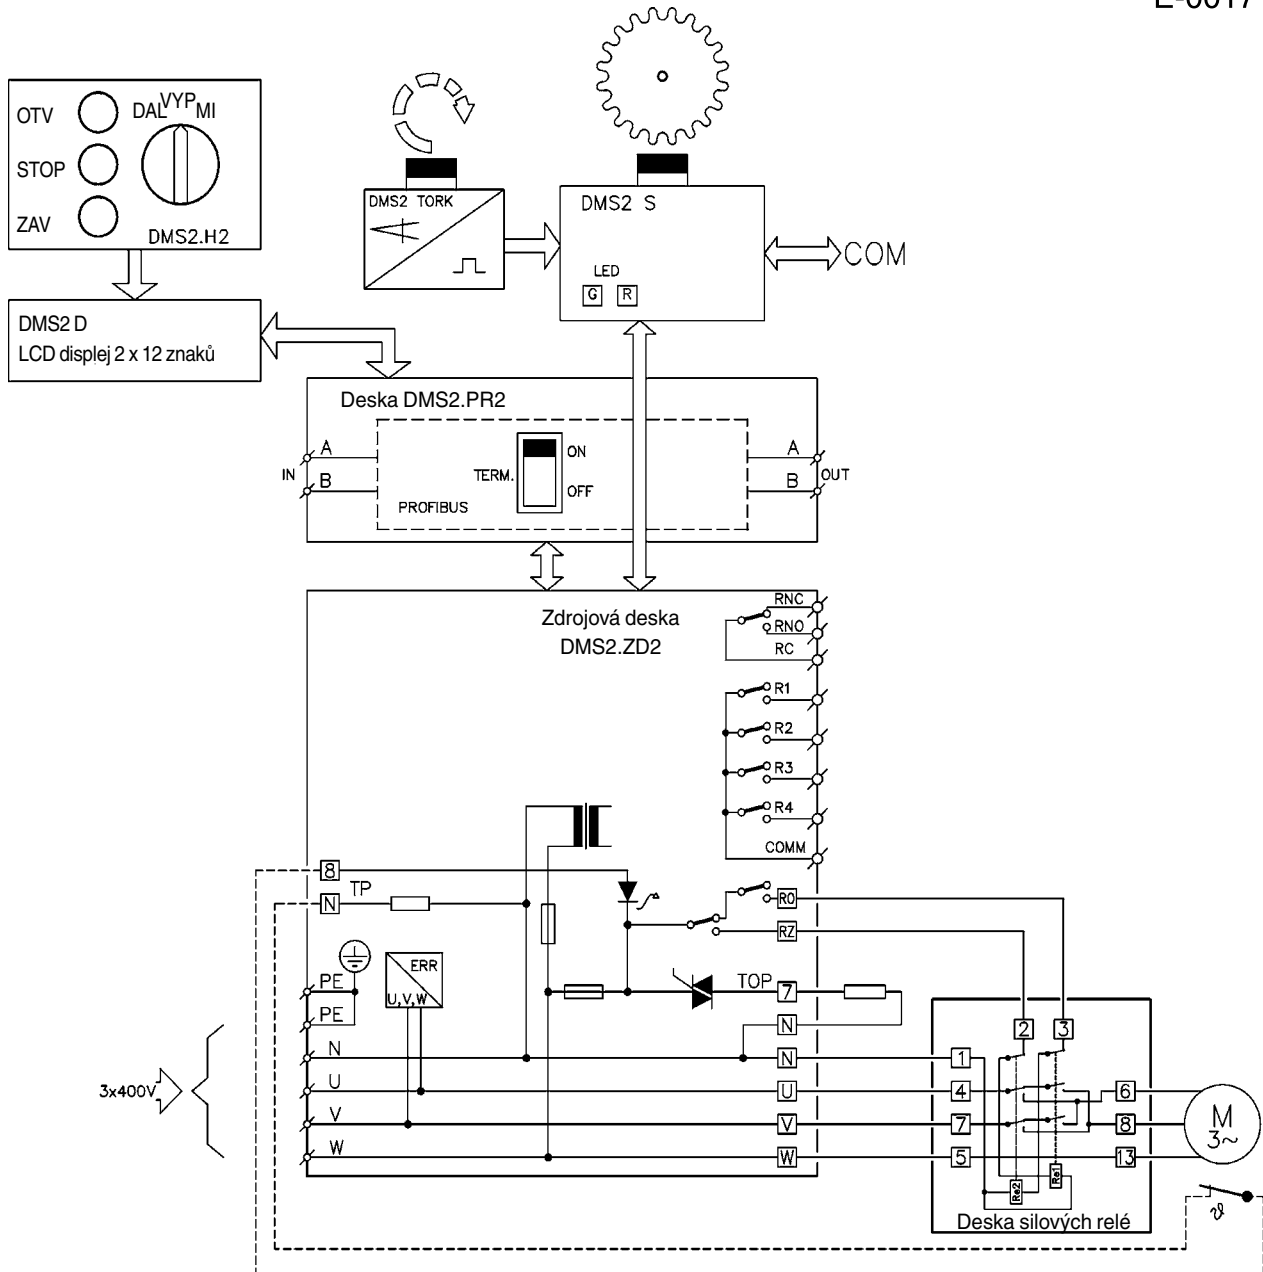 OTV
STOP
ZAV
DAL VYP MI
DMS2.H2
DMS2 D
LCD displej 2 x 12 znaků
DMS2 TORK
DMS2 S
LED
G R
COM
Deska DMS2.PR2
IN
A
B
TERM.
ON
OFF
PROFIBUS
A
B
OUT
Zdrojová deska
DMS2.ZD2
RNC
RNO
RC
R1
R2
R3
R4
COMM
8
TP
N
RO
RZ
PE
PE
ERR
U,V,W
TOP
7
N
N
N
U
U
V
V
W
W
3x400V
2
3
1
4
7
5
6
8
13
Re2
Re1
Deska silových relé
M
3~
ϑ